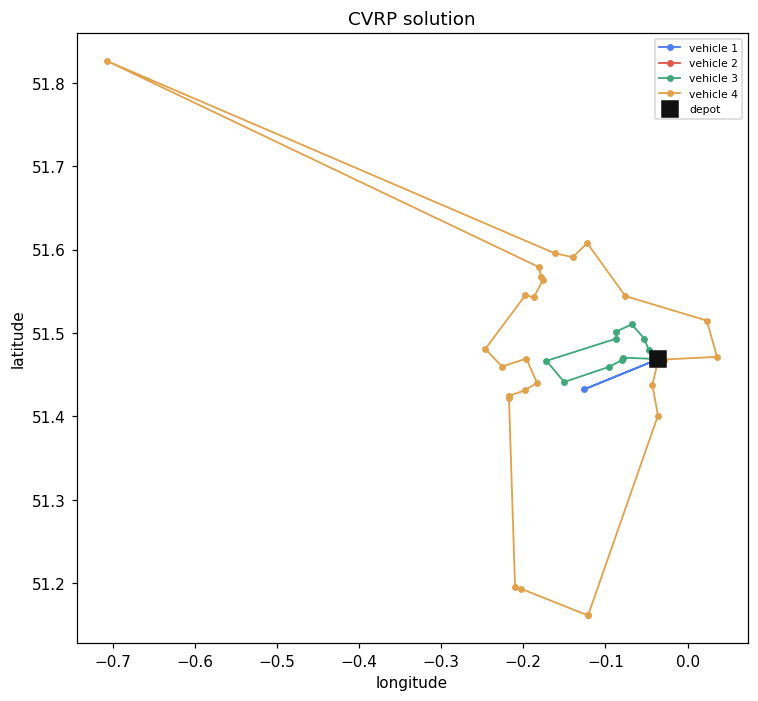 CVRP solution
vehicle 1
vehicle 2
vehicle 3
vehicle 4
depot
latitude
51.8
51.7
51.6
51.5
51.4
51.3
51.2
−0.7 −0.6 −0.5 −0.4 −0.3 −0.2 −0.1 0.0
longitude